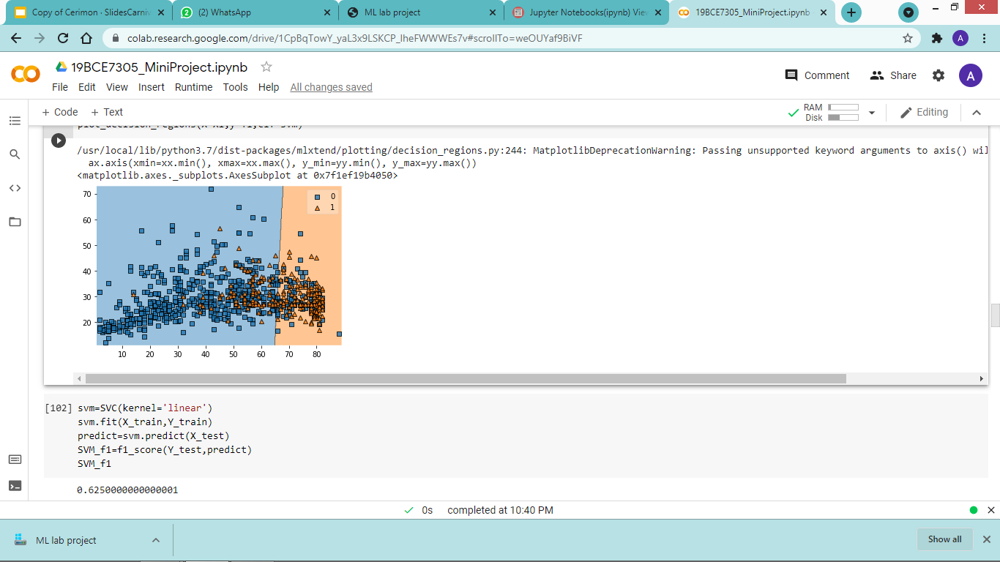 Copy of Cerimon · SlidesCarniv
(2) WhatsApp
ML lab project
Jupyter Notebooks(ipynb) View
19BCE7305_MiniProject.ipynb
colab.research.google.com/drive/1CpBqTowY_yaL3x9LSKCP_IheFWWWEs7v#scrollTo=weOUYaf9BiVF
A
19BCE7305_MiniProject.ipynb
Comment
Share
A
File Edit View Insert Runtime Tools Help All changes saved
+ Code + Text
RAM
Disk
Editing
plot_decision_regions(X=X1,y=Y1,clf=svm)
/usr/local/lib/python3.7/dist-packages/mlxtend/plotting/decision_regions.py:244: MatplotlibDeprecationWarning: Passing unsupported keyword arguments to axis() wil
ax.axis(xmin=xx.min(), xmax=xx.max(), y_min=yy.min(), y_max=yy.max())
<matplotlib.axes._subplots.AxesSubplot at 0x7f1ef19b4050>
0
1
70
60
50
40
30
20
10 20 30 40 50 60 70 80
[102] svm=SVC(kernel='linear')
svm.fit(X_train,Y_train)
predict=svm.predict(X_test)
SVM_f1=f1_score(Y_test,predict)
SVM_f1
0.6250000000000001
0s completed at 10:40 PM
ML lab project
Show all